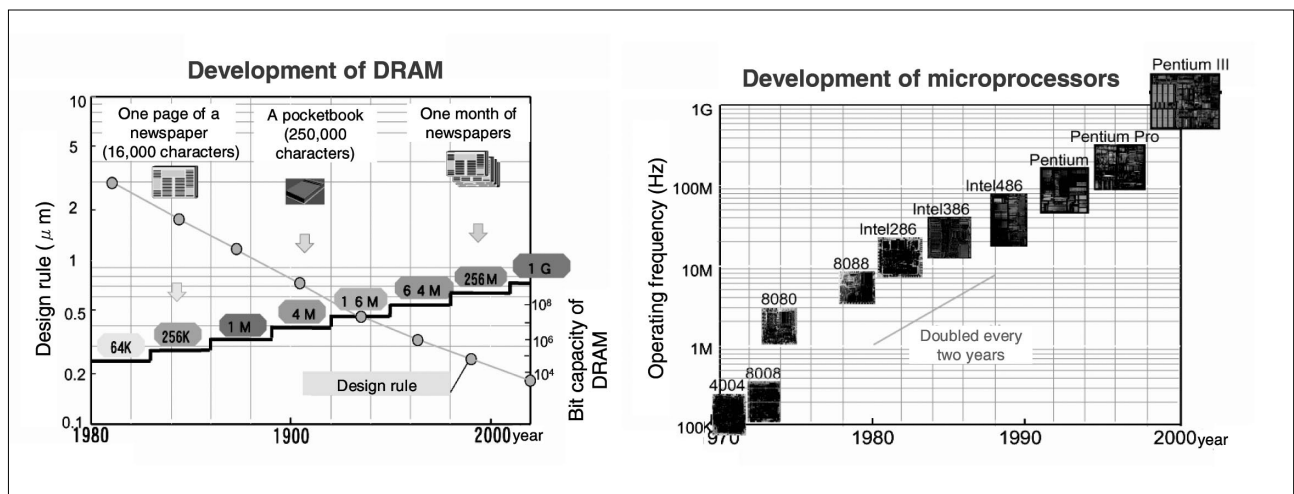 Development of DRAM
10
5
2
1
0.5
0.2
0.1
Design rule ( μ m)
One page of a
newspaper
(16,000 characters)
A pocketbook
(250,000
characters)
One month of
newspapers
64K
256K
1 M
4 M
1 6 M
6 4 M
256M
1 G
10⁸
10⁶
10⁴
Bit capacity of
DRAM
Design rule
1980
1900
2000
year
Development of microprocessors
1G
100M
10M
1M
100K
Operating frequency (Hz)
4004
8008
8080
8088
Intel286
Intel386
Intel486
Pentium
Pentium Pro
Pentium III
Doubled every
two years
970
1980
1990
2000
year